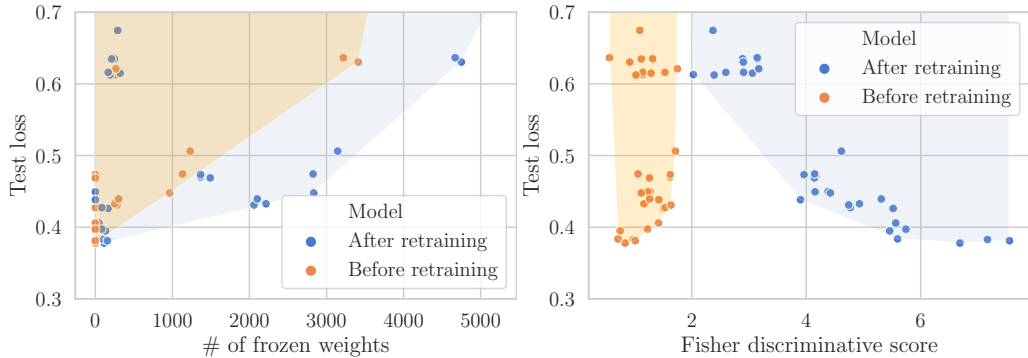 0.7
0.6
0.5
0.4
0.3
Test loss
0 1000 2000 3000 4000 5000
# of frozen weights
Model
After retraining
Before retraining
0.7
0.6
0.5
0.4
0.3
Test loss
2 4 6
Fisher discriminative score
Model
After retraining
Before retraining